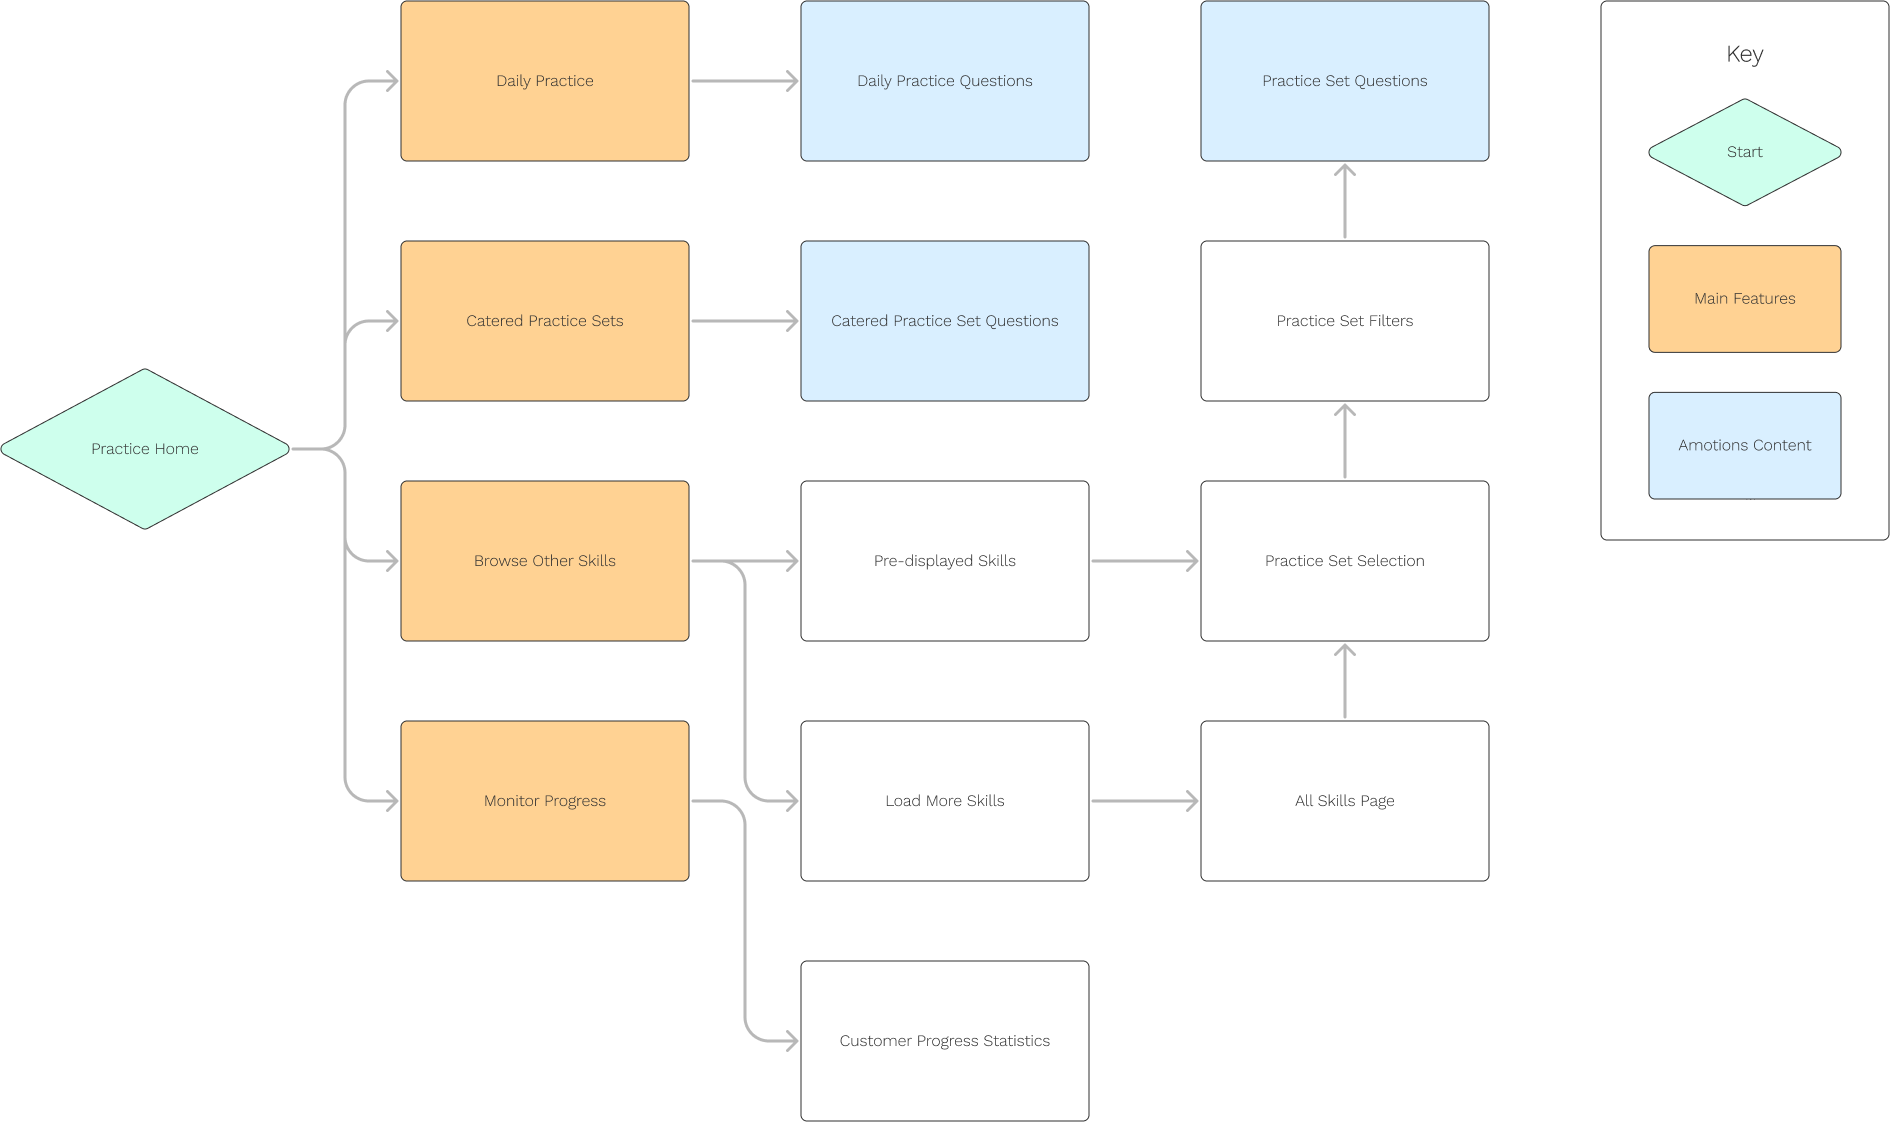 Daily Practice
Daily Practice Questions
Practice Set Questions
Key
Start
Catered Practice Sets
Catered Practice Set Questions
Practice Set Filters
Main Features
Amotions Content
Practice Home
Browse Other Skills
Pre-displayed Skills
Practice Set Selection
Monitor Progress
Load More Skills
All Skills Page
Customer Progress Statistics